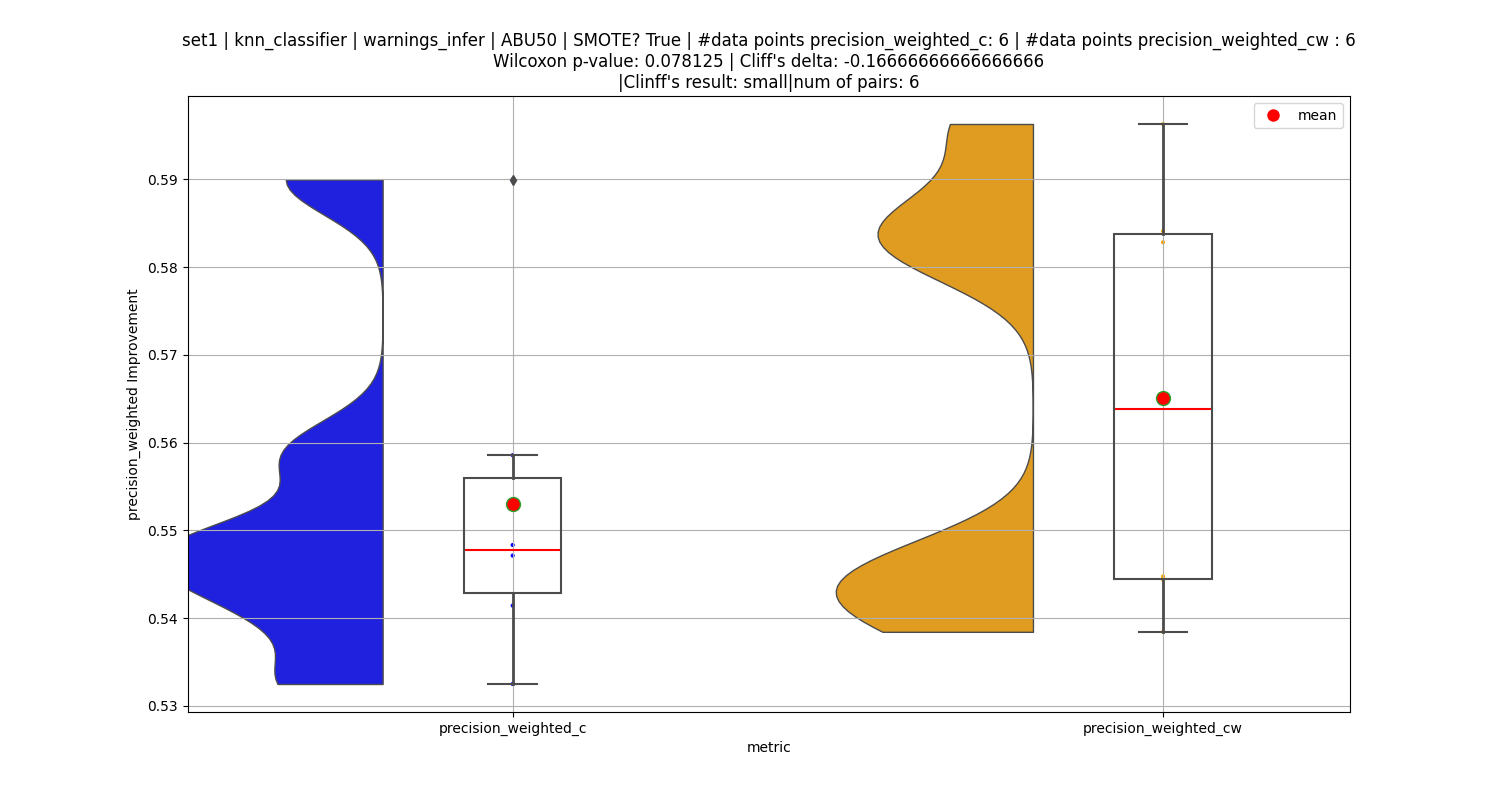 set1 | knn_classifier | warnings_infer | ABU50 | SMOTE? True | #data points precision_weighted_c: 6 | #data points precision_weighted_cw : 6
Wilcoxon p-value: 0.078125 | Cliff's delta: -0.16666666666666666
|Clinff's result: small|num of pairs: 6
mean
precision_weighted Improvement
0.59
0.58
0.57
0.56
0.55
0.54
0.53
precision_weighted_c
precision_weighted_cw
metric